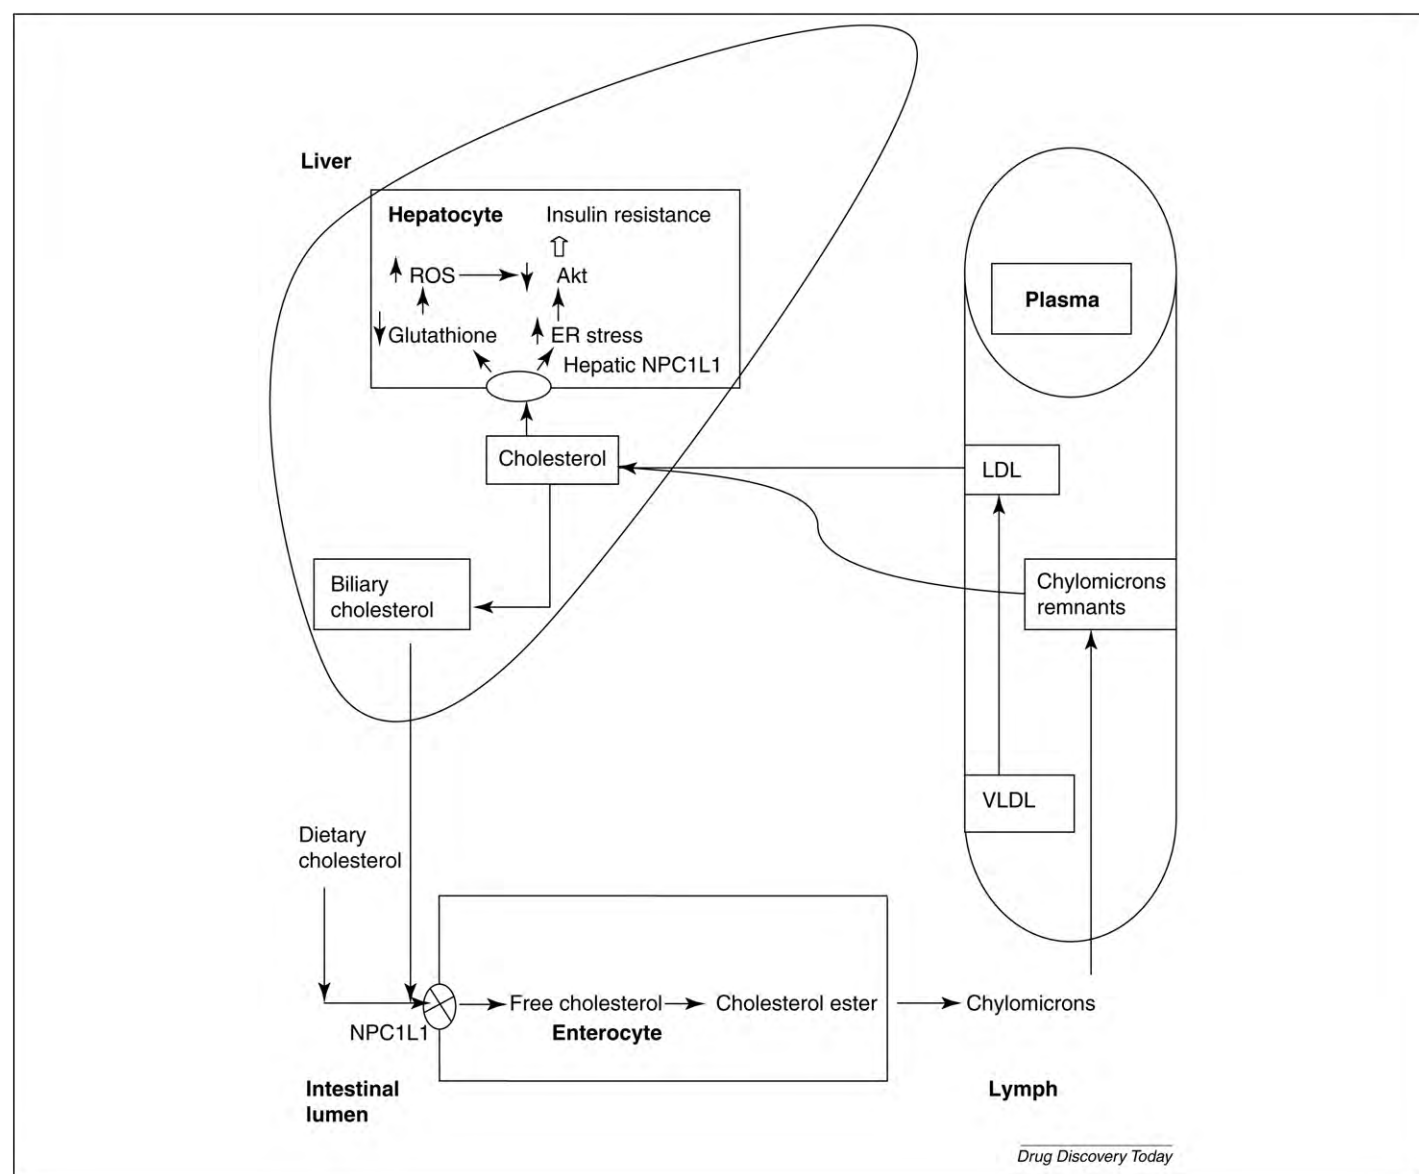 Liver
Hepatocyte
Insulin resistance
ROS
Akt
Glutathione
ER stress
Hepatic NPC1L1
Cholesterol
Biliary
cholesterol
Plasma
LDL
Chylomicrons
remnants
VLDL
Dietary
cholesterol
NPC1L1
Free cholesterol
Cholesterol ester
Enterocyte
Chylomicrons
Intestinal
lumen
Lymph
Drug Discovery Today